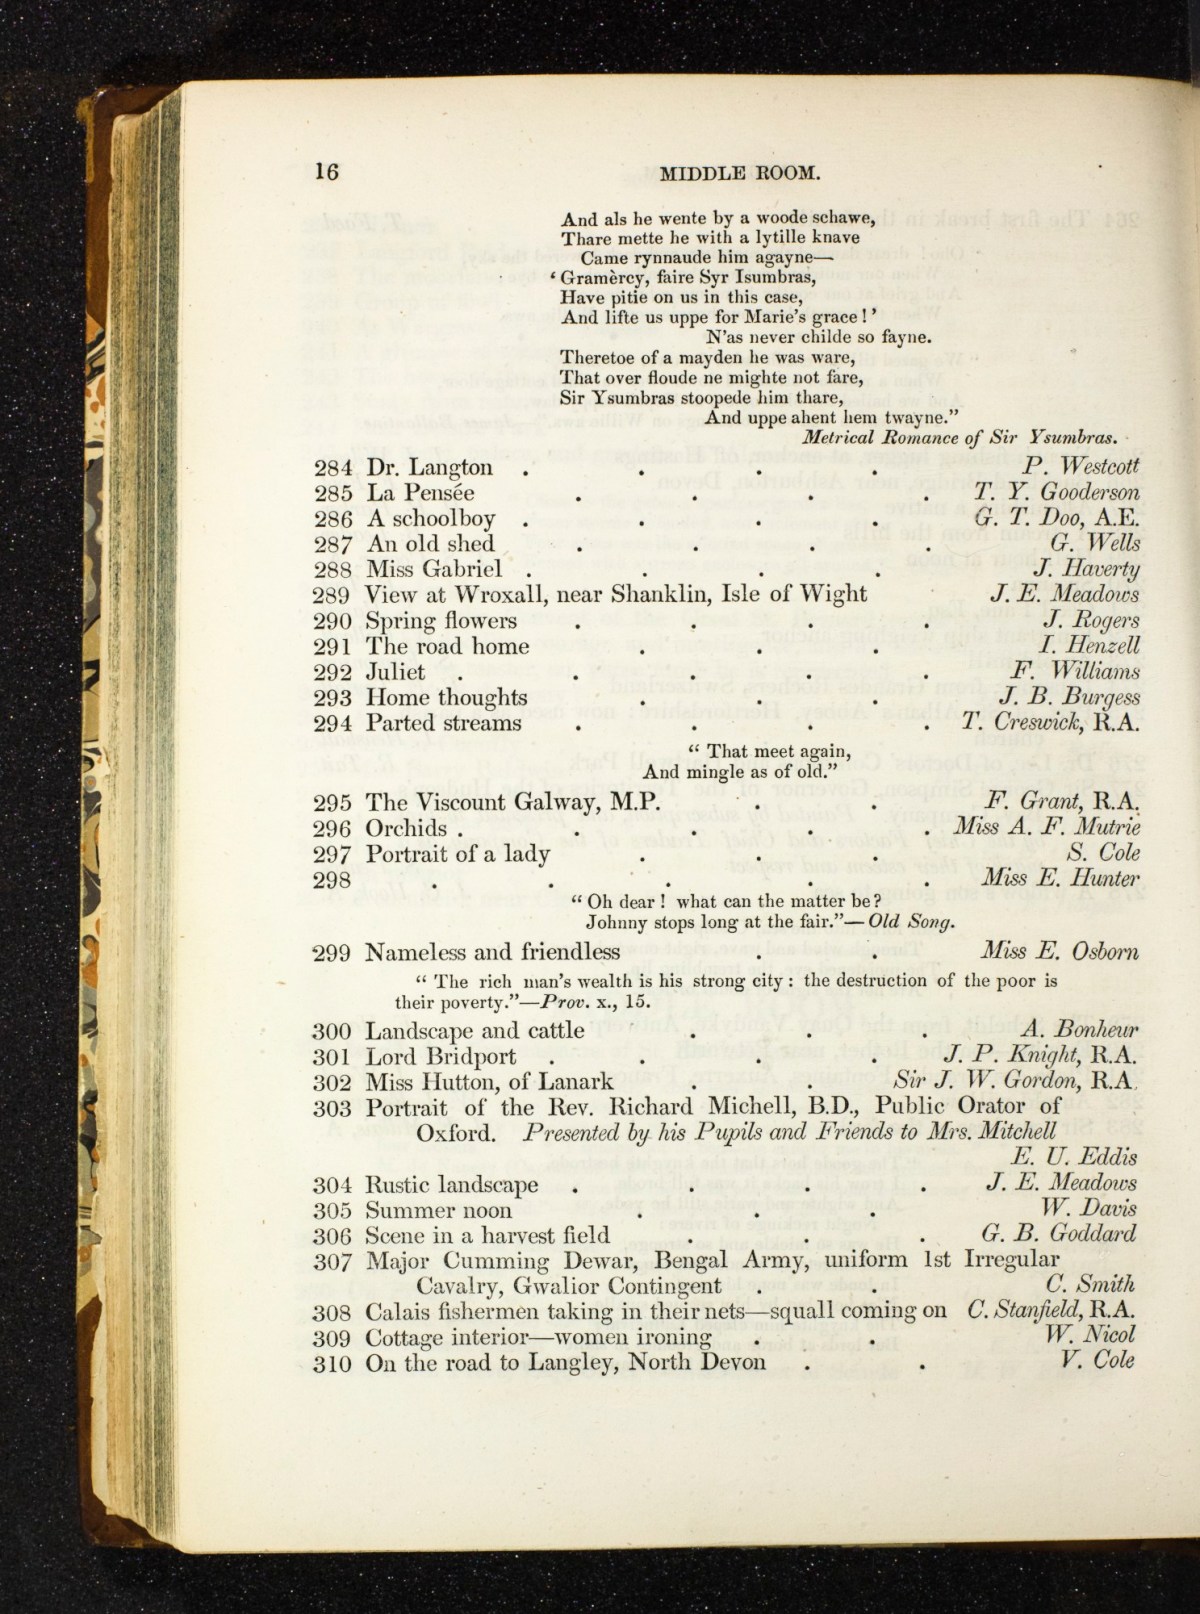 16 MIDDLE ROOM.
And als he wente by a woode schawe,
Thare mette he with a lytille knave
Came rynnaude him agayne—
‘Gramèrcy, faire Syr Isumbras,
Have pitie on us in this case,
And lifte us uppe for Marie's grace!’
N'as never childe so fayne.
Theretoe of a mayden he was ware,
That over floude ne mighte not fare,
Sir Ysumbras stoopede him thare,
And uppe ahent hem twayne.”
Metrical Romance of Sir Ysumbras.
284 Dr. Langton . . . . P. Westcott
285 La Pensée . . . . T. Y. Gooderson
286 A schoolboy . . . . G. T. Doo, A.E.
287 An old shed . . . . G. Wells
288 Miss Gabriel . . . . J. Haverty
289 View at Wroxall, near Shanklin, Isle of Wight J. E. Meadows
290 Spring flowers . . . . J. Rogers
291 The road home . . . I. Henzell
292 Juliet . . . . . F. Williams
293 Home thoughts . . . J. B. Burgess
294 Parted streams . . . . T. Creswick, R.A.
“ That meet again,
And mingle as of old.”
295 The Viscount Galway, M.P. . . F. Grant, R.A.
296 Orchids . . . . . Miss A. F. Mutrie
297 Portrait of a lady . . . S. Cole
298 . . . . . Miss E. Hunter
“ Oh dear! what can the matter be?
Johnny stops long at the fair.”—Old Song.
299 Nameless and friendless . . Miss E. Osborn
“ The rich man's wealth is his strong city: the destruction of the poor is
their poverty.”—Prov. x., 15.
300 Landscape and cattle . . . A. Bonheur
301 Lord Bridport . . . . J. P. Knight, R.A.
302 Miss Hutton, of Lanark . . Sir J. W. Gordon, R.A.
303 Portrait of the Rev. Richard Michell, B.D., Public Orator of
Oxford. Presented by his Pupils and Friends to Mrs. Mitchell
E. U. Eddis
304 Rustic landscape . . . . J. E. Meadows
305 Summer noon . . . W. Davis
306 Scene in a harvest field . . . G. B. Goddard
307 Major Cumming Dewar, Bengal Army, uniform 1st Irregular
Cavalry, Gwalior Contingent . . C. Smith
308 Calais fishermen taking in their nets—squall coming on C. Stanfield, R.A.
309 Cottage interior—women ironing . . W. Nicol
310 On the road to Langley, North Devon . . V. Cole